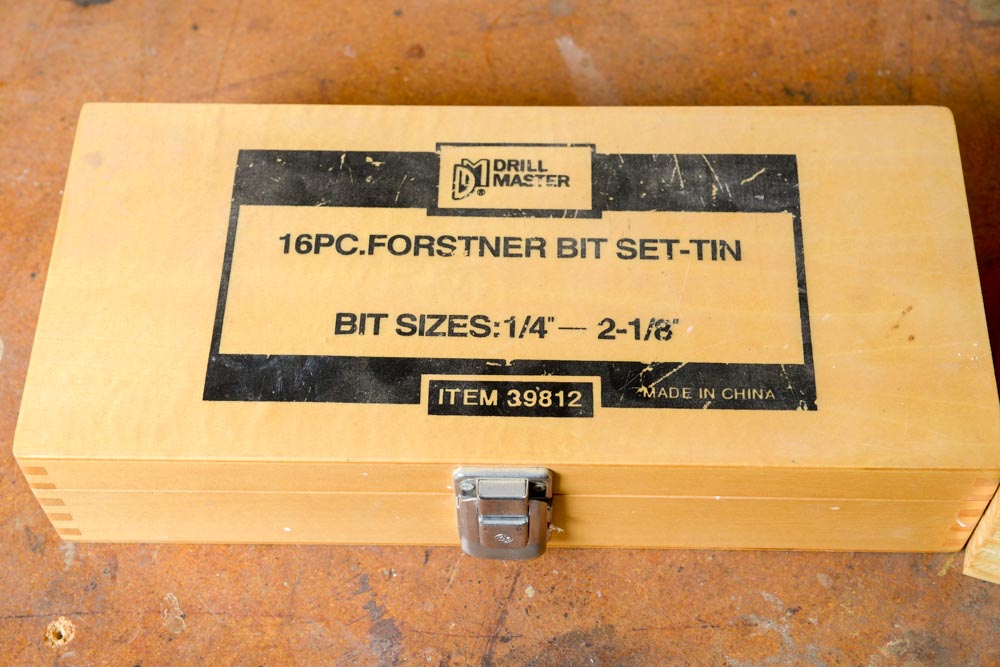 DM® DRILL
MASTER
16PC.FORSTNER BIT SET-TIN
BIT SIZES:1/4"— 2-1/8"
ITEM 39812
MADE IN CHINA